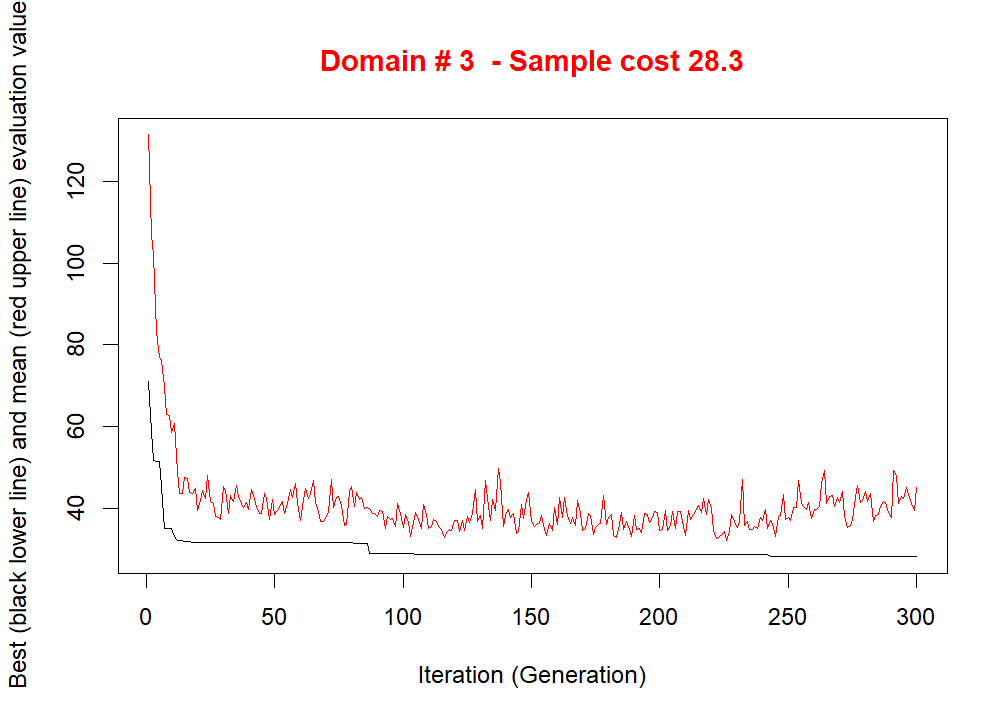 Domain # 3 - Sample cost 28.3
Best (black lower line) and mean (red upper line) evaluation value
120
100
80
60
40
0 50 100 150 200 250 300
Iteration (Generation)